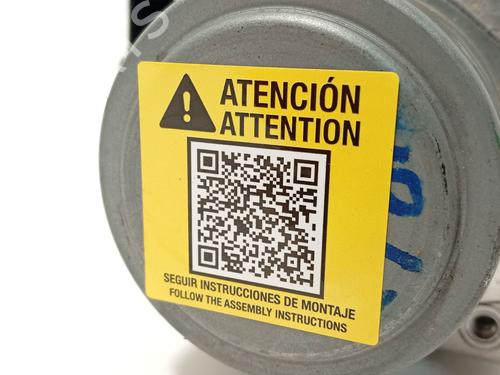 ATENCIÓN
ATTENTION
SEGUIR INSTRUCCIONES DE MONTAJE
FOLLOW THE ASSEMBLY INSTRUCTIONS